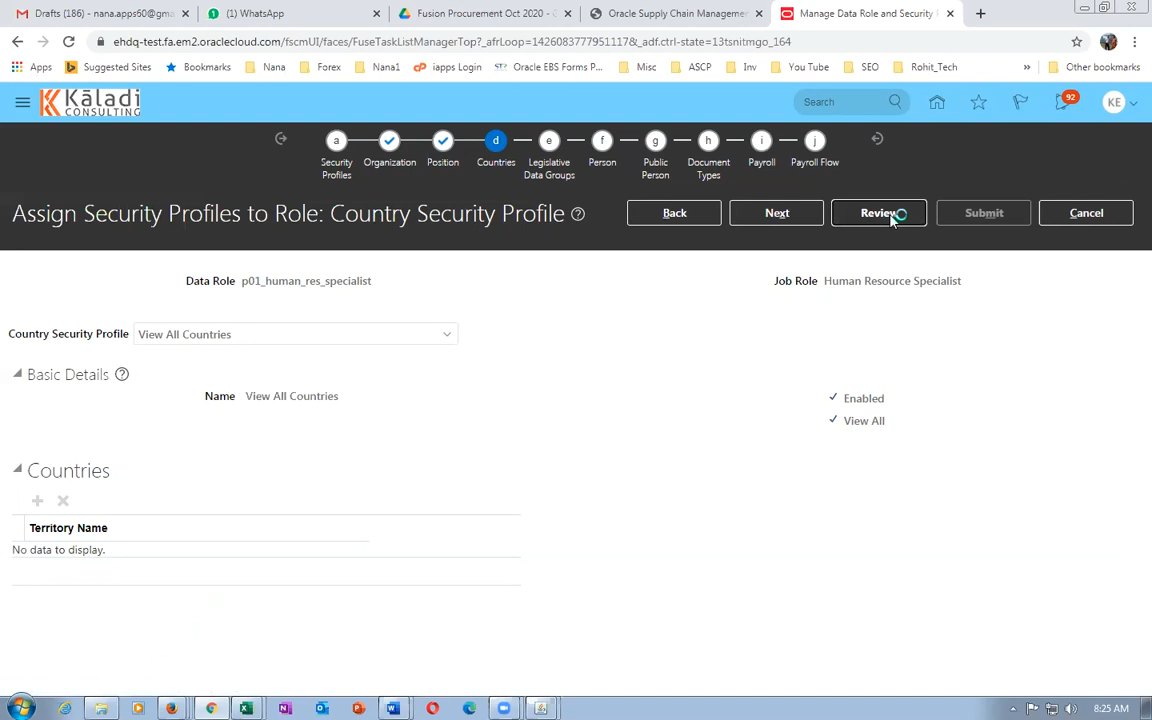 Drafts (186) - nana.apps60@gma
(1) WhatsApp
Fusion Procurement Oct 2020 -
Oracle Supply Chain Management
Manage Data Role and Security
ehdq-test.fa.em2.oraclecloud.com/fscmUI/faces/FuseTaskListManagerTop?_afrLoop=1426083777951117&_adf.ctrl-state=13tsnitmgo_164
Apps
Suggested Sites
Bookmarks
Nana
Forex
Nana1
iapps Login
Oracle EBS Forms P...
Misc
ASCP
Inv
You Tube
SEO
Rohit_Tech
»
Other bookmarks
Kaladi
CONSULTING
Search
92
KE
a
d
e
f
g
h
i
j
Security
Profiles
Organization
Position
Countries
Legislative
Data Groups
Person
Public
Person
Document
Types
Payroll
Payroll Flow
Assign Security Profiles to Role: Country Security Profile
Back
Next
Review
Submit
Cancel
Data Role p01_human_res_specialist
Job Role Human Resource Specialist
Country Security Profile View All Countries
Basic Details
Name View All Countries
Enabled
View All
Countries
Territory Name
No data to display.
8:25 AM